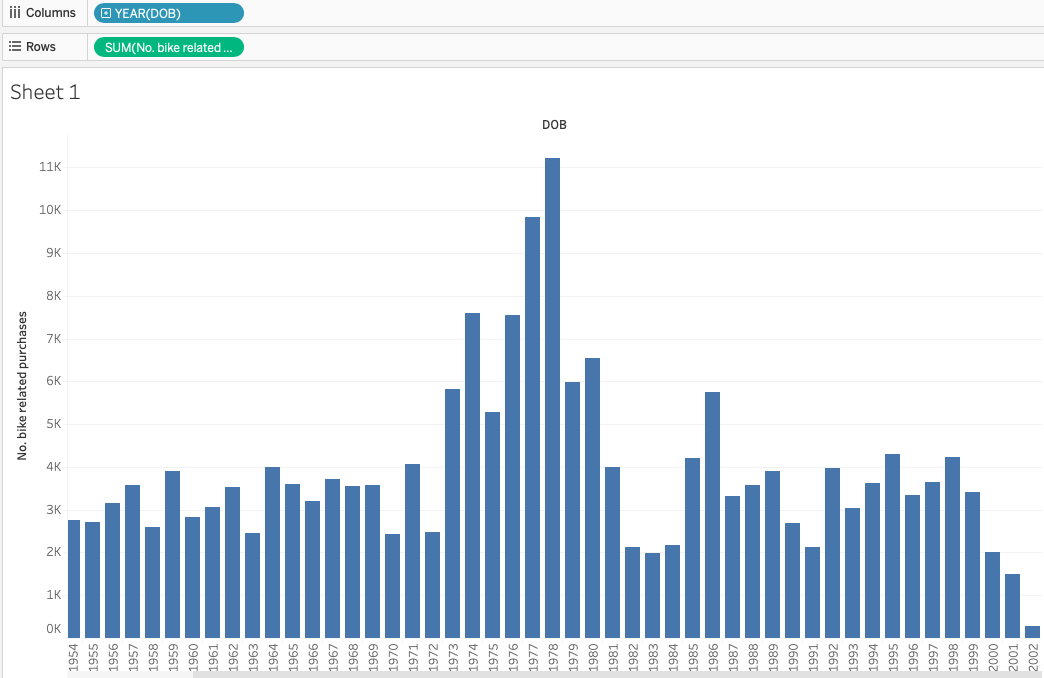 Columns
YEAR(DOB)
Rows
SUM(No. bike related ...
Sheet 1
DOB
No. bike related purchases
11K
10K
9K
8K
7K
6K
5K
4K
3K
2K
1K
0K
1954
1955
1956
1957
1958
1959
1960
1961
1962
1963
1964
1965
1966
1967
1968
1969
1970
1971
1972
1973
1974
1975
1976
1977
1978
1979
1980
1981
1982
1983
1984
1985
1986
1987
1988
1989
1990
1991
1992
1993
1994
1995
1996
1997
1998
1999
2000
2001
2002